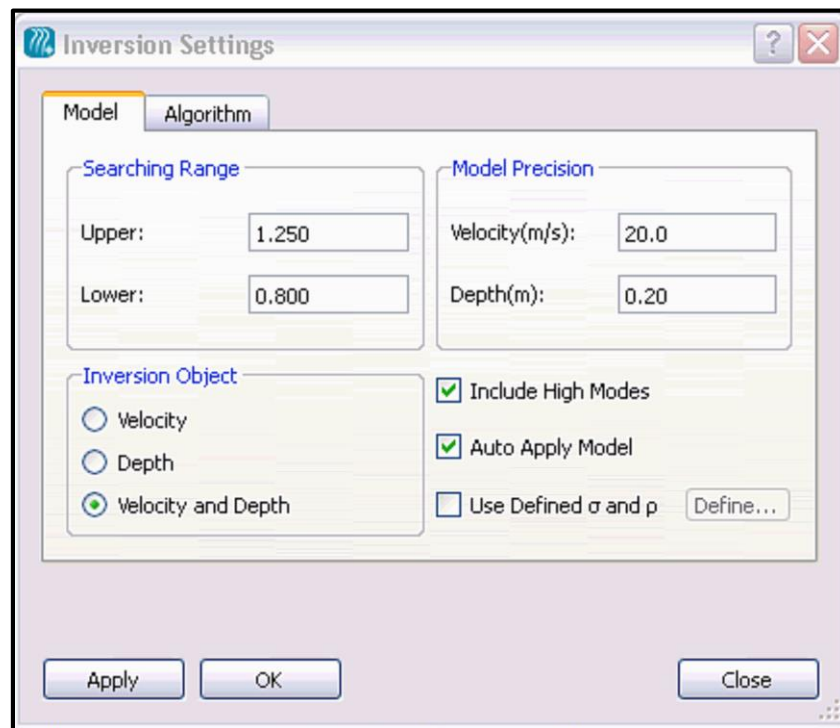 Inversion Settings
Model
Algorithm
Searching Range
Upper: 1.250
Lower: 0.800
Model Precision
Velocity(m/s): 20.0
Depth(m): 0.20
Inversion Object
Velocity
Depth
Velocity and Depth
Include High Modes
Auto Apply Model
Use Defined σ and ρ Define...
Apply
OK
Close